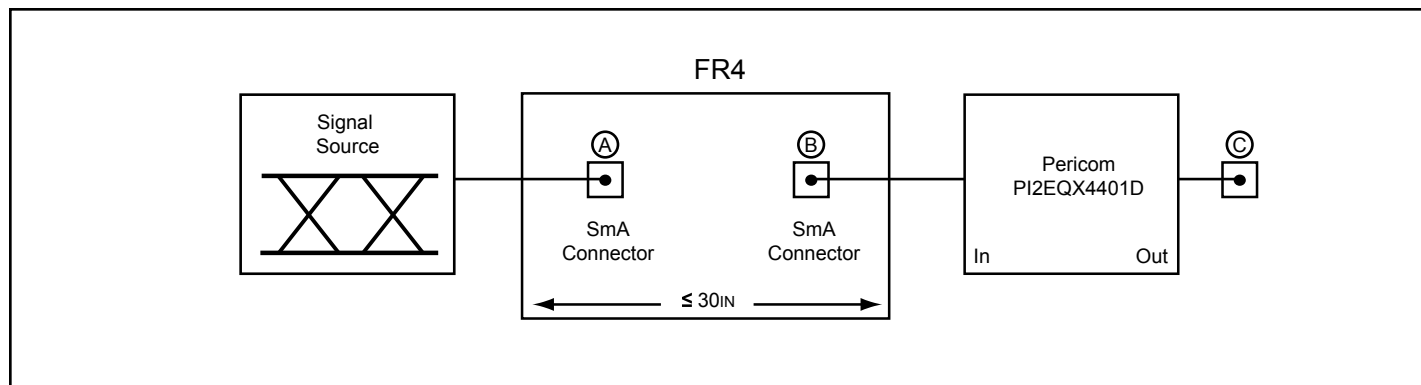 FR4
Signal
Source
A
B
C
SmA
Connector
SmA
Connector
≤ 30IN
Pericom
PI2EQX4401D
In
Out